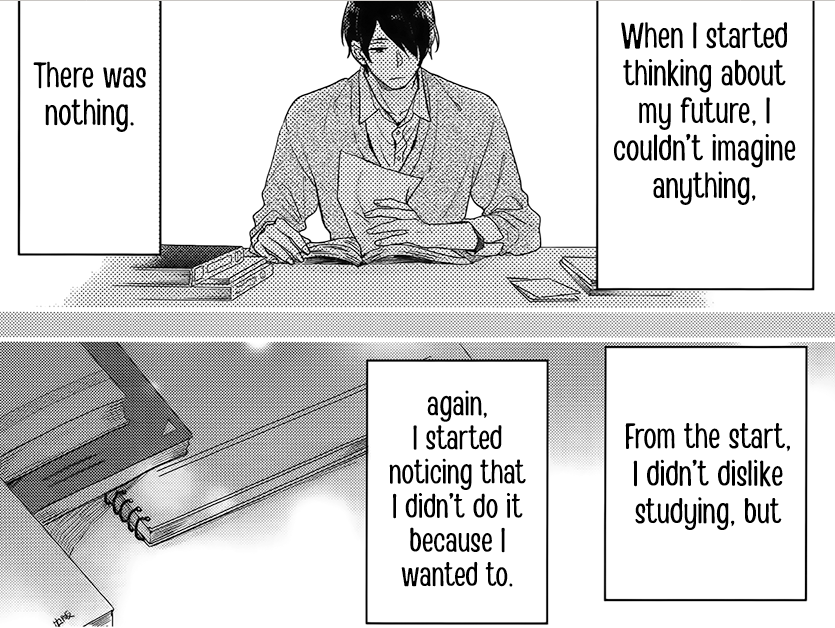 When I started
thinking about
my future, I
couldn't imagine
anything,
There was
nothing.
From the start,
I didn't dislike
studying, but
again,
I started
noticing that
I didn't do it
because I
wanted to.